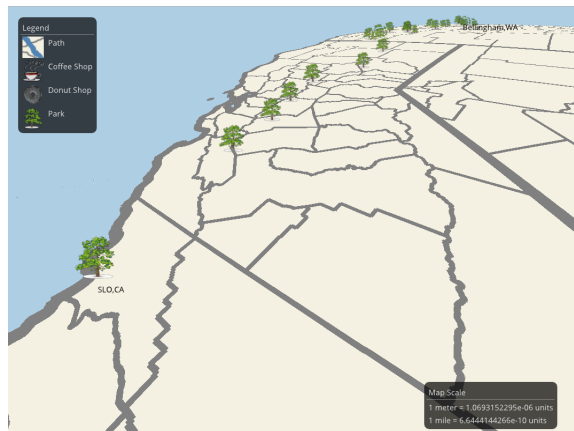 Legend
Path
Coffee Shop
Donut Shop
Park
Bellingham,WA
SLO,CA
Map Scale
1 meter = 1.0693152295e-06 units
1 mile = 6.6444144266e-10 units